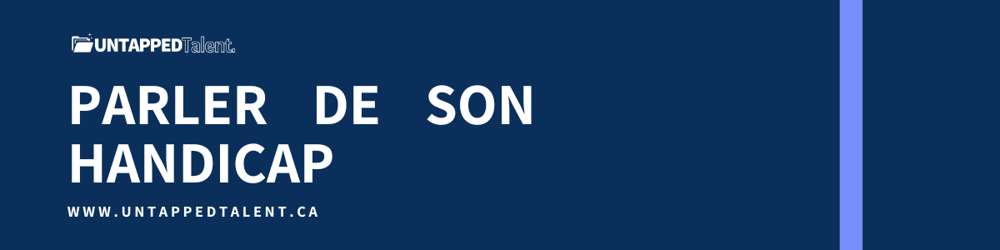 UNTAPPEDTalent.
PARLER DE SON
HANDICAP
WWW.UNTAPPEDTALENT.CA